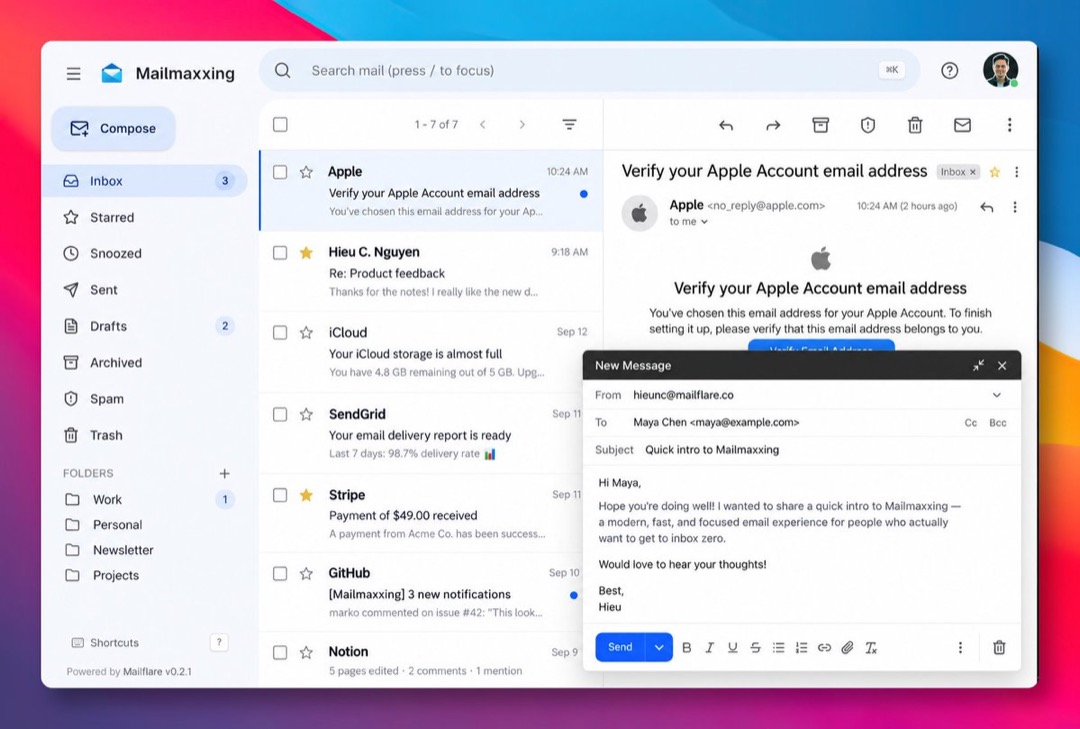 Mailmaxxing
Search mail (press / to focus)
⌘K
Compose
Inbox 3
Starred
Snoozed
Sent
Drafts 2
Archived
Spam
Trash
FOLDERS
Work 1
Personal
Newsletter
Projects
Shortcuts ?
Powered by Mailflare v0.2.1
1 - 7 of 7
Apple 10:24 AM
Verify your Apple Account email address
You've chosen this email address for your Ap...
Hieu C. Nguyen 9:18 AM
Re: Product feedback
Thanks for the notes! I really like the new d...
iCloud Sep 12
Your iCloud storage is almost full
You have 4.8 GB remaining out of 5 GB. Upg...
SendGrid Sep 11
Your email delivery report is ready
Last 7 days: 98.7% delivery rate 📊
Stripe Sep 11
Payment of $49.00 received
A payment from Acme Co. has been success...
GitHub Sep 10
[Mailmaxxing] 3 new notifications
marko commented on issue #42: "This look...
Notion Sep 9
5 pages edited · 2 comments · 1 mention
Verify your Apple Account email address Inbox ×
Apple <no_reply@apple.com> 10:24 AM (2 hours ago)
to me
Verify your Apple Account email address
You've chosen this email address for your Apple Account. To finish
setting it up, please verify that this email address belongs to you.
Verify Email Address
New Message
From hieunc@mailflare.co
To Maya Chen <maya@example.com> Cc Bcc
Subject Quick intro to Mailmaxxing
Hi Maya,
Hope you're doing well! I wanted to share a quick intro to Mailmaxxing —
a modern, fast, and focused email experience for people who actually
want to get to inbox zero.
Would love to hear your thoughts!
Best,
Hieu
Send B I U S